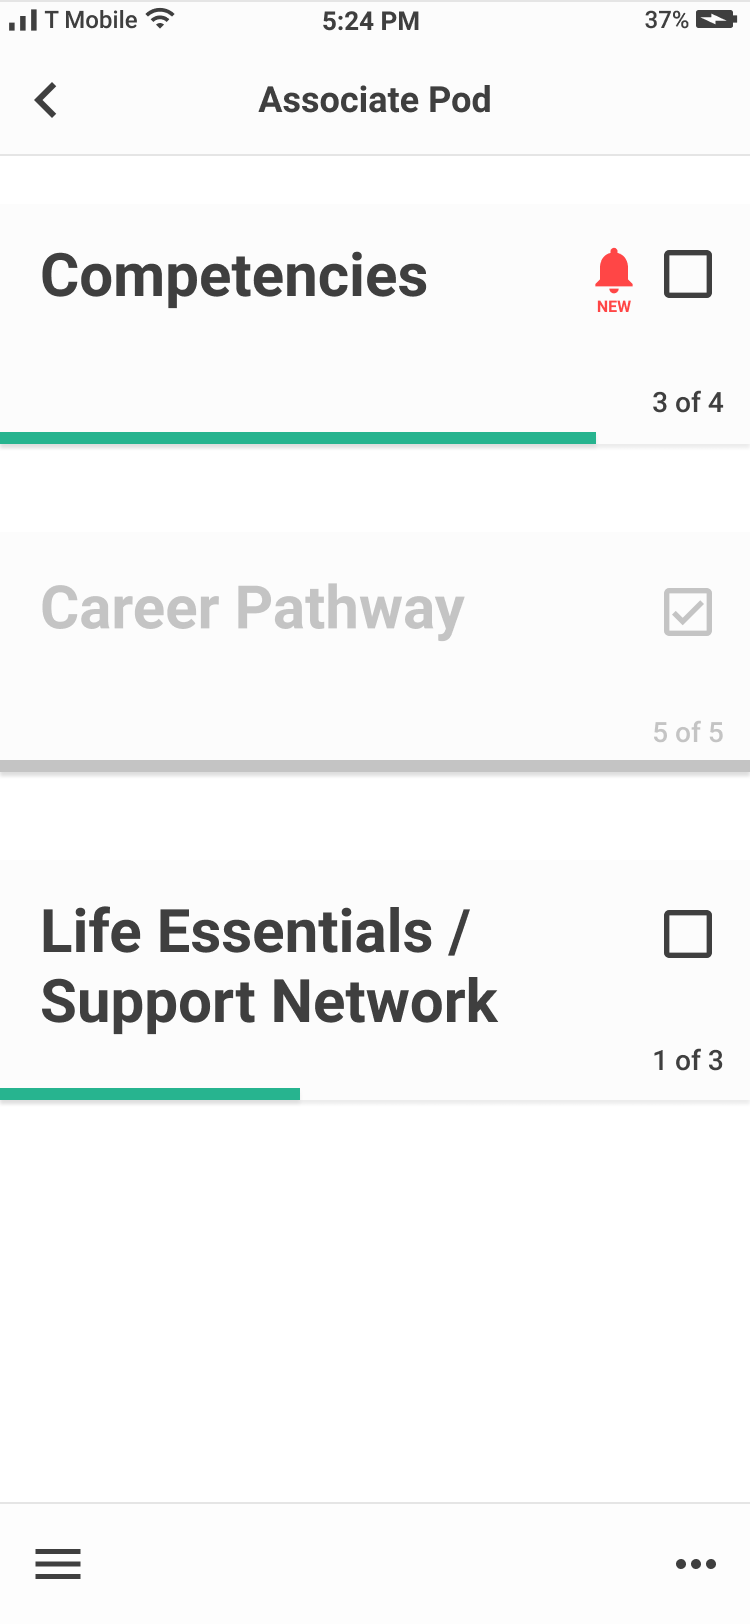 T Mobile 5:24 PM 37%
Associate Pod
Competencies
NEW
3 of 4
Career Pathway
5 of 5
Life Essentials /
Support Network
1 of 3